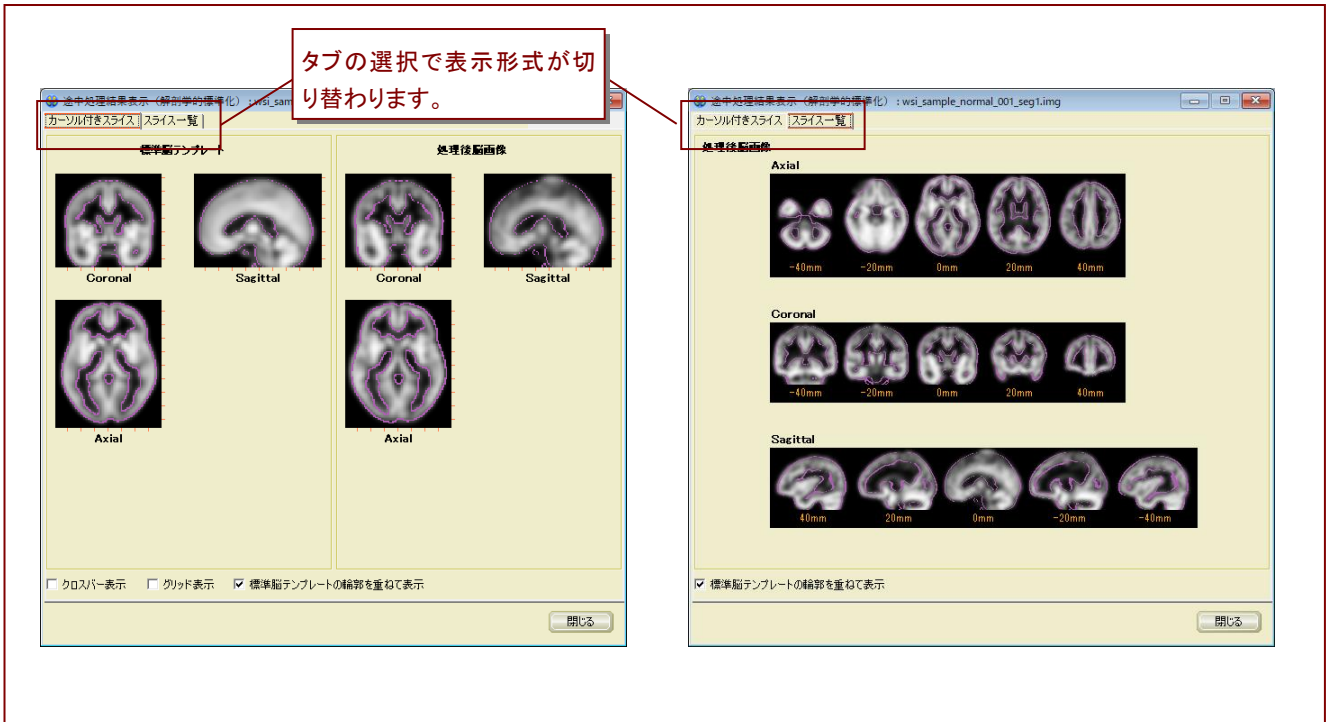 タブの選択で表示形式が切
り替わります。
途中処理結果表示（解剖学的標準化）：wsi_sam
カーソル付きスライス スライス一覧
標準脳テンプレート 処理後脳画像
Coronal Sagittal Coronal Sagittal
Axial Axial
クロスバー表示 グリッド表示 標準脳テンプレートの輪郭を重ねて表示
閉じる
途中処理結果表示（解剖学的標準化）：wsi_sample_normal_001_seg1.img
カーソル付きスライス スライス一覧
処理後脳画像
Axial
-40mm -20mm 0mm 20mm 40mm
Coronal
-40mm -20mm 0mm 20mm 40mm
Sagittal
40mm 20mm 0mm -20mm -40mm
標準脳テンプレートの輪郭を重ねて表示
閉じる